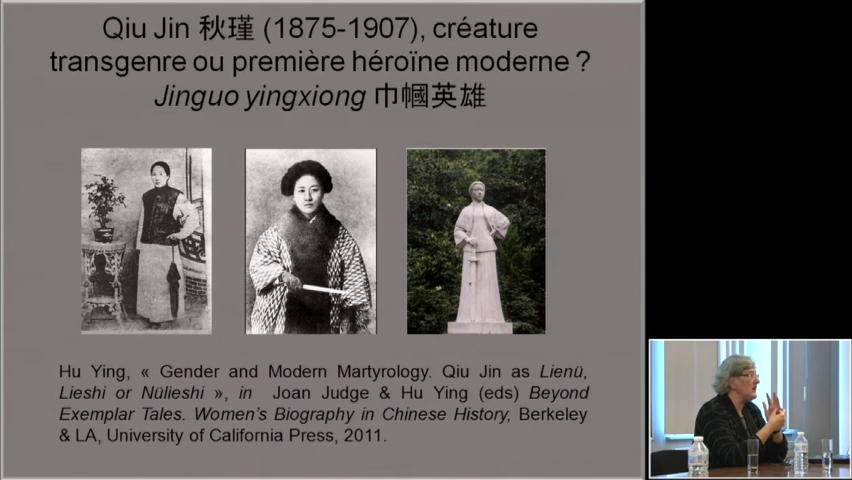 Qiu Jin 秋瑾 (1875-1907), créature
transgenre ou première héroïne moderne ?
Jinguo yingxiong 巾幗英雄
Hu Ying, « Gender and Modern Martyrology. Qiu Jin as Lienü,
Lieshi or Nülieshi », in Joan Judge & Hu Ying (eds) Beyond
Exemplar Tales. Women's Biography in Chinese History, Berkeley
& LA, University of California Press, 2011.